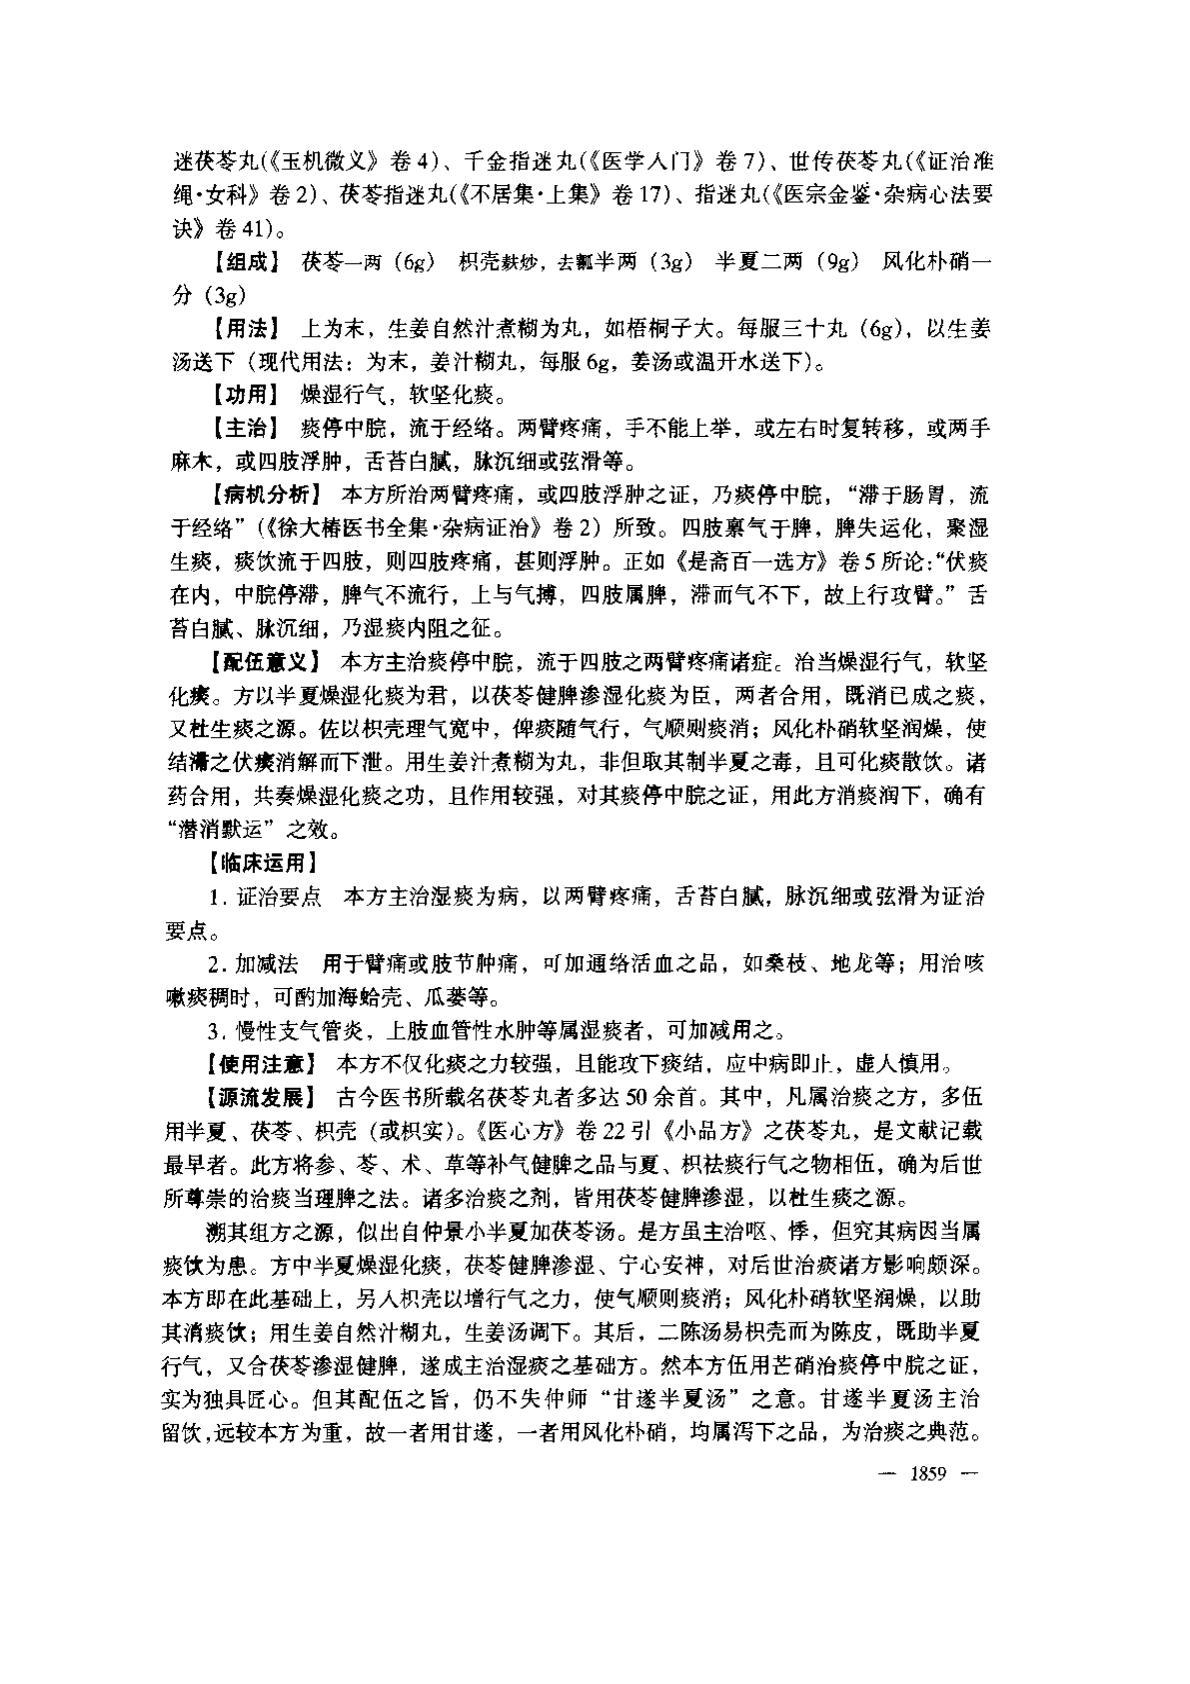 迷茯苓丸(《玉机微义》卷4)、千金指迷丸(《医学入门》卷7)、世传茯苓丸(《证治准
绳·女科》卷2)、茯苓指迷丸(《不居集·上集》卷17)、指迷丸(《医宗金鉴·杂病心法要
诀》卷41)。
【组成】 茯苓一两（6g） 枳壳麸炒，去瓤半两（3g） 半夏二两（9g） 风化朴硝一
分（3g）
【用法】 上为末，生姜自然汁煮糊为丸，如梧桐子大。每服三十丸（6g），以生姜
汤送下（现代用法：为末，姜汁糊丸，每服6g，姜汤或温开水送下）。
【功用】 燥湿行气，软坚化痰。
【主治】 痰停中脘，流于经络。两臂疼痛，手不能上举，或左右时复转移，或两手
麻木，或四肢浮肿，舌苔白腻，脉沉细或弦滑等。
【病机分析】 本方所治两臂疼痛，或四肢浮肿之证，乃痰停中脘，“滞于肠胃，流
于经络”（《徐大椿医书全集·杂病证治》卷2）所致。四肢禀气于脾，脾失运化，聚湿
生痰，痰饮流于四肢，则四肢疼痛，甚则浮肿。正如《是斋百一选方》卷5所论：“伏痰
在内，中脘停滞，脾气不流行，上与气搏，四肢属脾，滞而气不下，故上行攻臂。”舌
苔白腻、脉沉细，乃湿痰内阻之征。
【配伍意义】 本方主治痰停中脘，流于四肢之两臂疼痛诸症。治当燥湿行气，软坚
化痰。方以半夏燥湿化痰为君，以茯苓健脾渗湿化痰为臣，两者合用，既消已成之痰，
又杜生痰之源。佐以枳壳理气宽中，俾痰随气行，气顺则痰消；风化朴硝软坚润燥，使
结滞之伏痰消解而下泄。用生姜汁煮糊为丸，非但取其制半夏之毒，且可化痰散饮。诸
药合用，共奏燥湿化痰之功，且作用较强，对其痰停中脘之证，用此方消痰润下，确有
“潜消默运”之效。
【临床运用】
1. 证治要点 本方主治湿痰为病，以两臂疼痛，舌苔白腻，脉沉细或弦滑为证治
要点。
2. 加减法 用于臂痛或肢节肿痛，可加通络活血之品，如桑枝、地龙等；用治咳
嗽痰稠时，可酌加海蛤壳、瓜蒌等。
3. 慢性支气管炎，上肢血管性水肿等属湿痰者，可加减用之。
【使用注意】 本方不仅化痰之力较强，且能攻下痰结，应中病即止，虚人慎用。
【源流发展】 古今医书所载名茯苓丸者多达50余首。其中，凡属治痰之方，多伍
用半夏、茯苓、枳壳（或枳实）。《医心方》卷22引《小品方》之茯苓丸，是文献记载
最早者。此方将参、苓、术、草等补气健脾之品与夏、枳祛痰行气之物相伍，确为后世
所尊崇的治痰当理脾之法。诸多治痰之剂，皆用茯苓健脾渗湿，以杜生痰之源。
溯其组方之源，似出自仲景小半夏加茯苓汤。是方虽主治呕、悸，但究其病因当属
痰饮为患。方中半夏燥湿化痰，茯苓健脾渗湿、宁心安神，对后世治痰诸方影响颇深。
本方即在此基础上，另入枳壳以增行气之力，使气顺则痰消；风化朴硝软坚润燥，以助
其消痰饮；用生姜自然汁糊丸，生姜汤调下。其后，二陈汤易枳壳而为陈皮，既助半夏
行气，又合茯苓渗湿健脾，遂成主治湿痰之基础方。然本方伍用芒硝治痰停中脘之证，
实为独具匠心。但其配伍之旨，仍不失仲师“甘遂半夏汤”之意。甘遂半夏汤主治
留饮，远较本方为重，故一者用甘遂，一者用风化朴硝，均属泻下之品，为治痰之典范。
— 1859 —